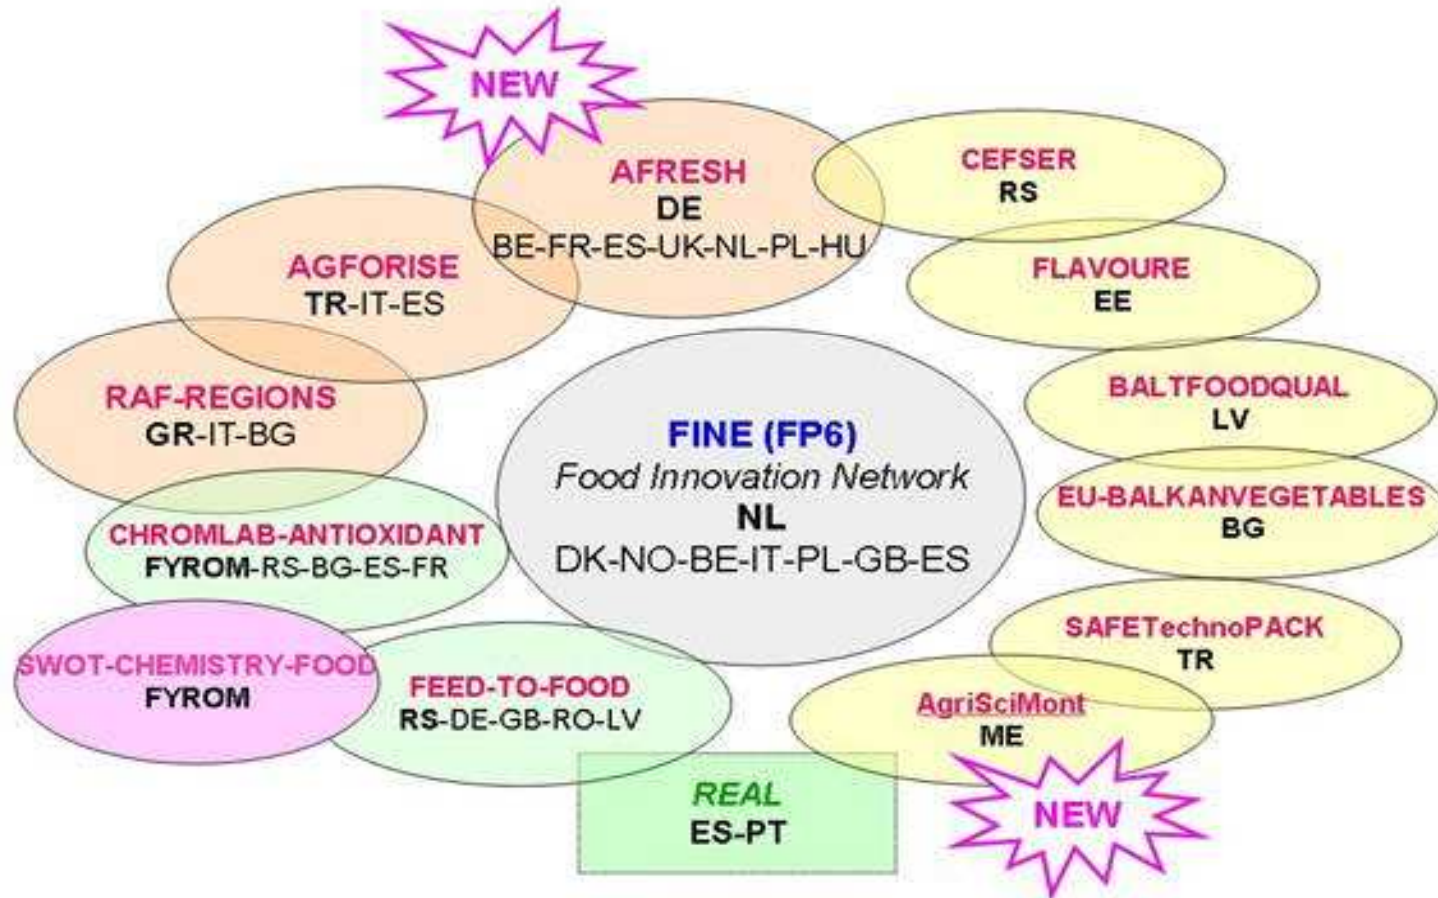 NEW
AFRESH
DE
BE-FR-ES-UK-NL-PL-HU
CEFSER
RS
AGFORISE
TR-IT-ES
FLAVOURE
EE
RAF-REGIONS
GR-IT-BG
BALTFOODQUAL
LV
FINE (FP6)
Food Innovation Network
NL
DK-NO-BE-IT-PL-GB-ES
EU-BALKANVEGETABLES
BG
CHROMLAB-ANTIOXIDANT
FYROM-RS-BG-ES-FR
SAFETechnoPACK
TR
SWOT-CHEMISTRY-FOOD
FYROM
FEED-TO-FOOD
RS-DE-GB-RO-LV
AgriSciMont
ME
REAL
ES-PT
NEW